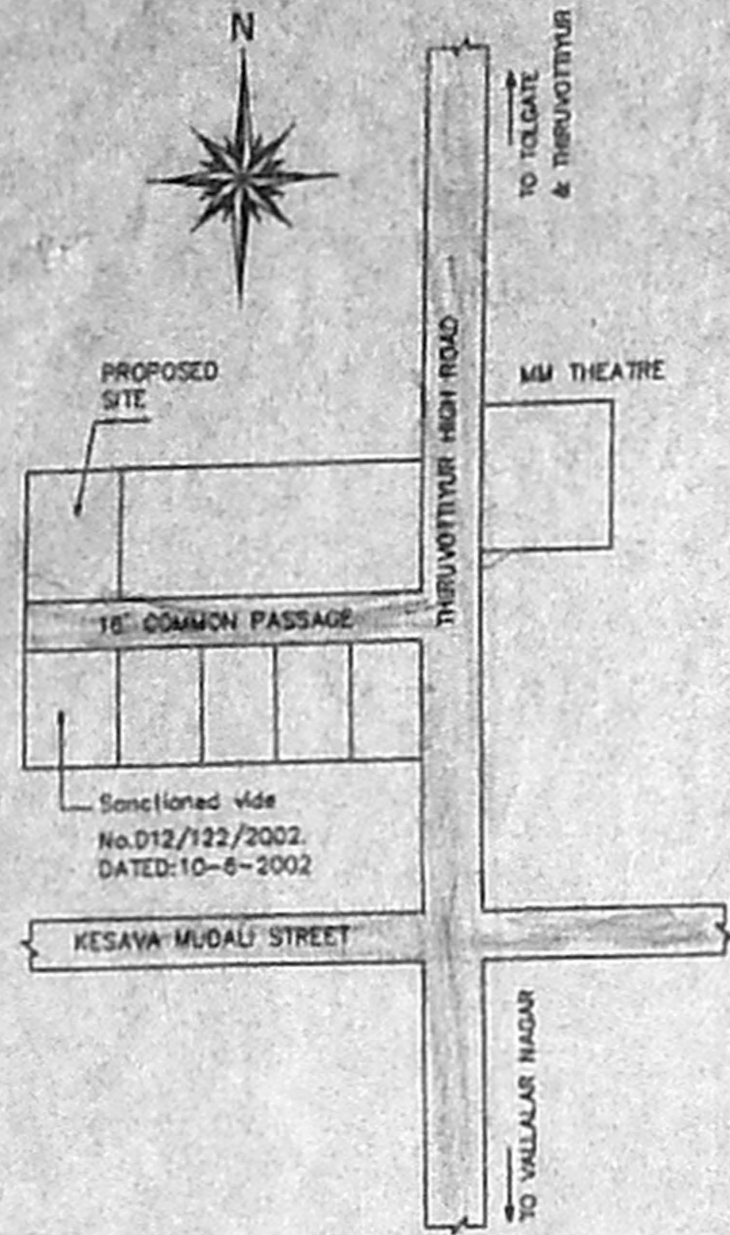 N
TO TOLGATE
& THIRUVOTTIYUR
PROPOSED
SITE
THIRUVOTTIYUR HIGH ROAD
MM THEATRE
16' COMMON PASSAGE
Sanctioned vide
No.D12/122/2002.
DATED:10-6-2002
KESAVA MUDALI STREET
TO VALLALAR NAGAR